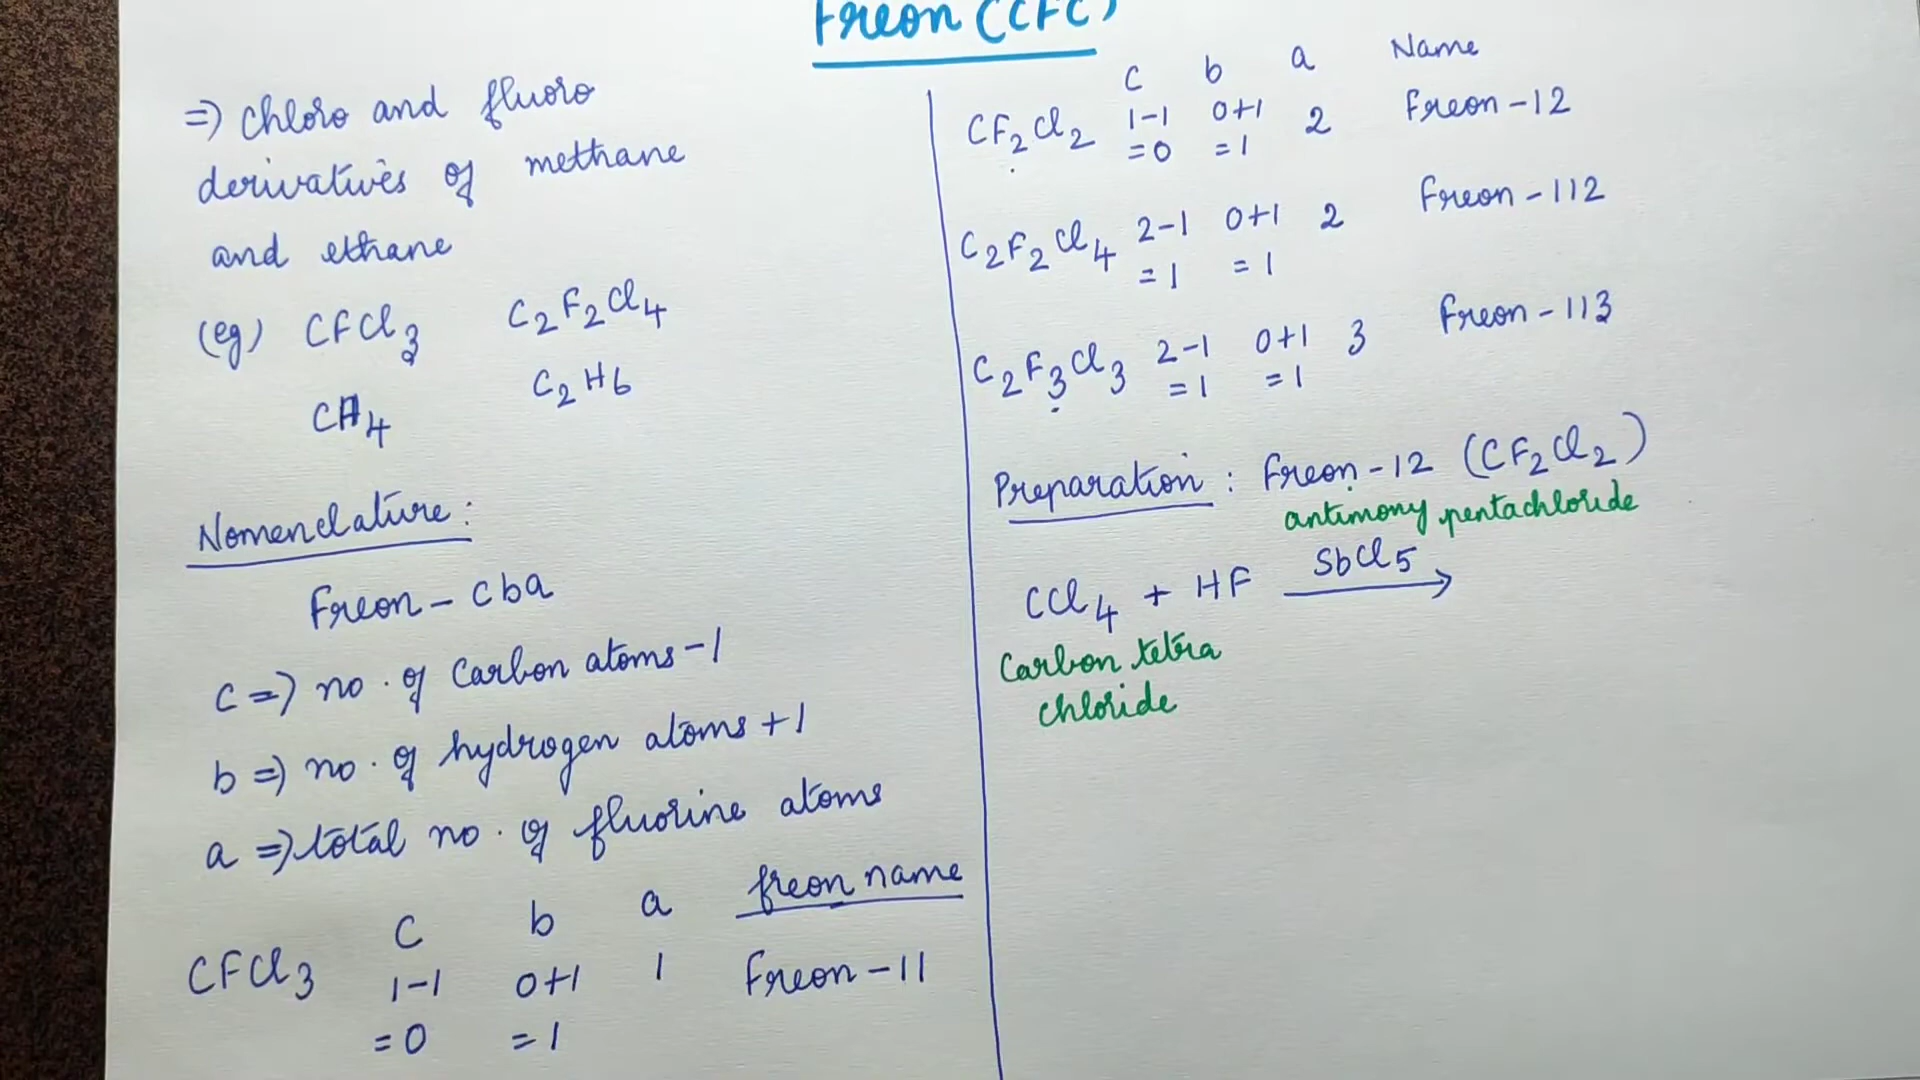 Freon (CFC)
=> Chloro and fluoro
derivatives of methane
and ethane
(eg) CFCl3 C2F2Cl4
CH4 C2H6
Nomenclature:
Freon - cba
c => no. of Carbon atoms - 1
b => no. of hydrogen atoms + 1
a => total no. of fluorine atoms
c b a freon name
CFCl3 1-1 0+1 1 Freon - 11
=0 =1
c b a Name
CF2Cl2 1-1 0+1 2 Freon - 12
=0 =1
C2F2Cl4 2-1 0+1 2 Freon - 112
=1 =1
C2F3Cl3 2-1 0+1 3 Freon - 113
=1 =1
Preparation: Freon - 12 (CF2Cl2)
antimony pentachloride
SbCl5
CCl4 + HF →
Carbon tetra
chloride